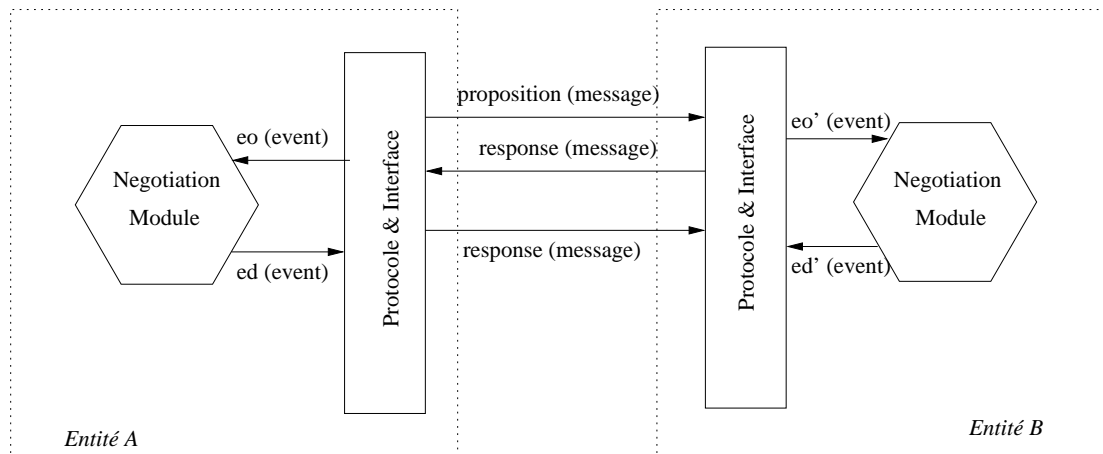 proposition (message)
eo (event)
response (message)
eo’ (event)
Negotiation
Module
Protocole & Interface
Protocole & Interface
Negotiation
Module
ed (event)
response (message)
ed’ (event)
Entité A
Entité B